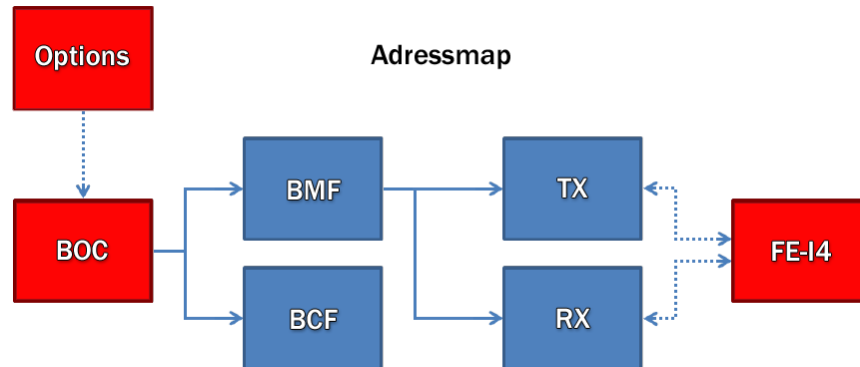 Options
Adressmap
BMF
TX
BOC
FE-I4
BCF
RX